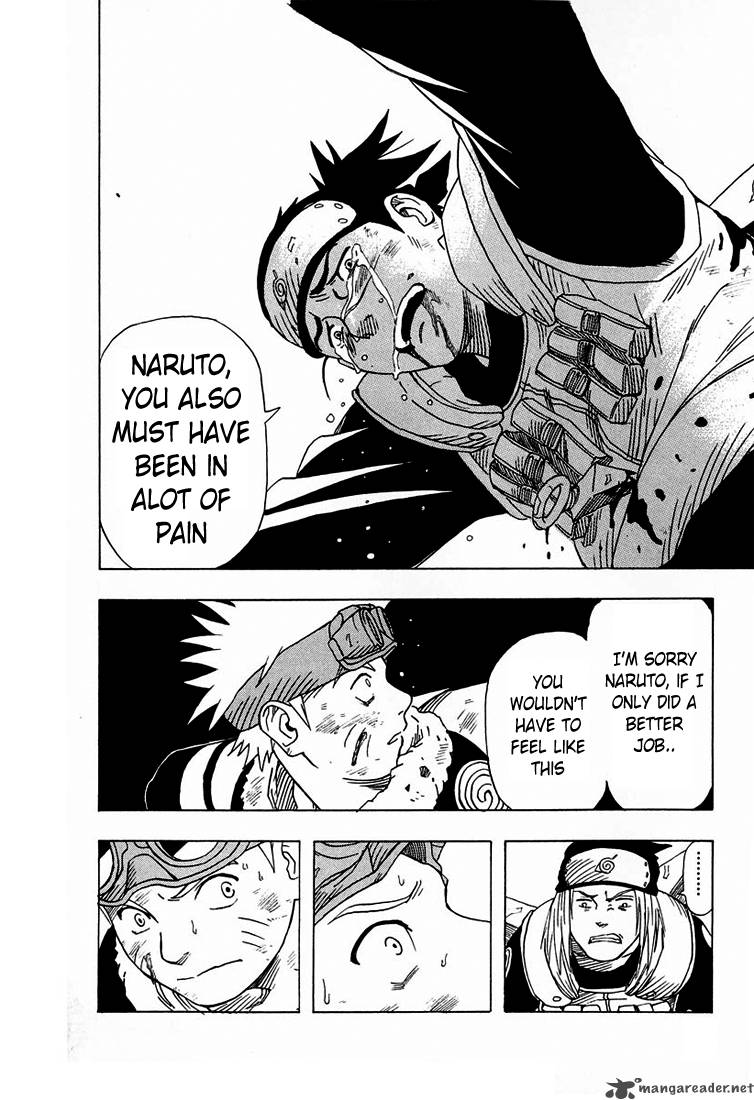 NARUTO,
YOU ALSO
MUST HAVE
BEEN IN
ALOT OF
PAIN
I'M SORRY
NARUTO, IF I
ONLY DID A
BETTER
JOB..
YOU
WOULDN'T
HAVE TO
FEEL LIKE
THIS
.........
mangareader.net